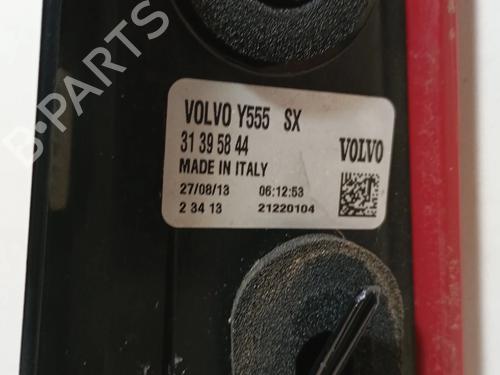 B-PARTS
VOLVO Y555 SX
31 39 58 44
MADE IN ITALY
VOLVO
27/08/13 06:12:53
2 34 13 21220104